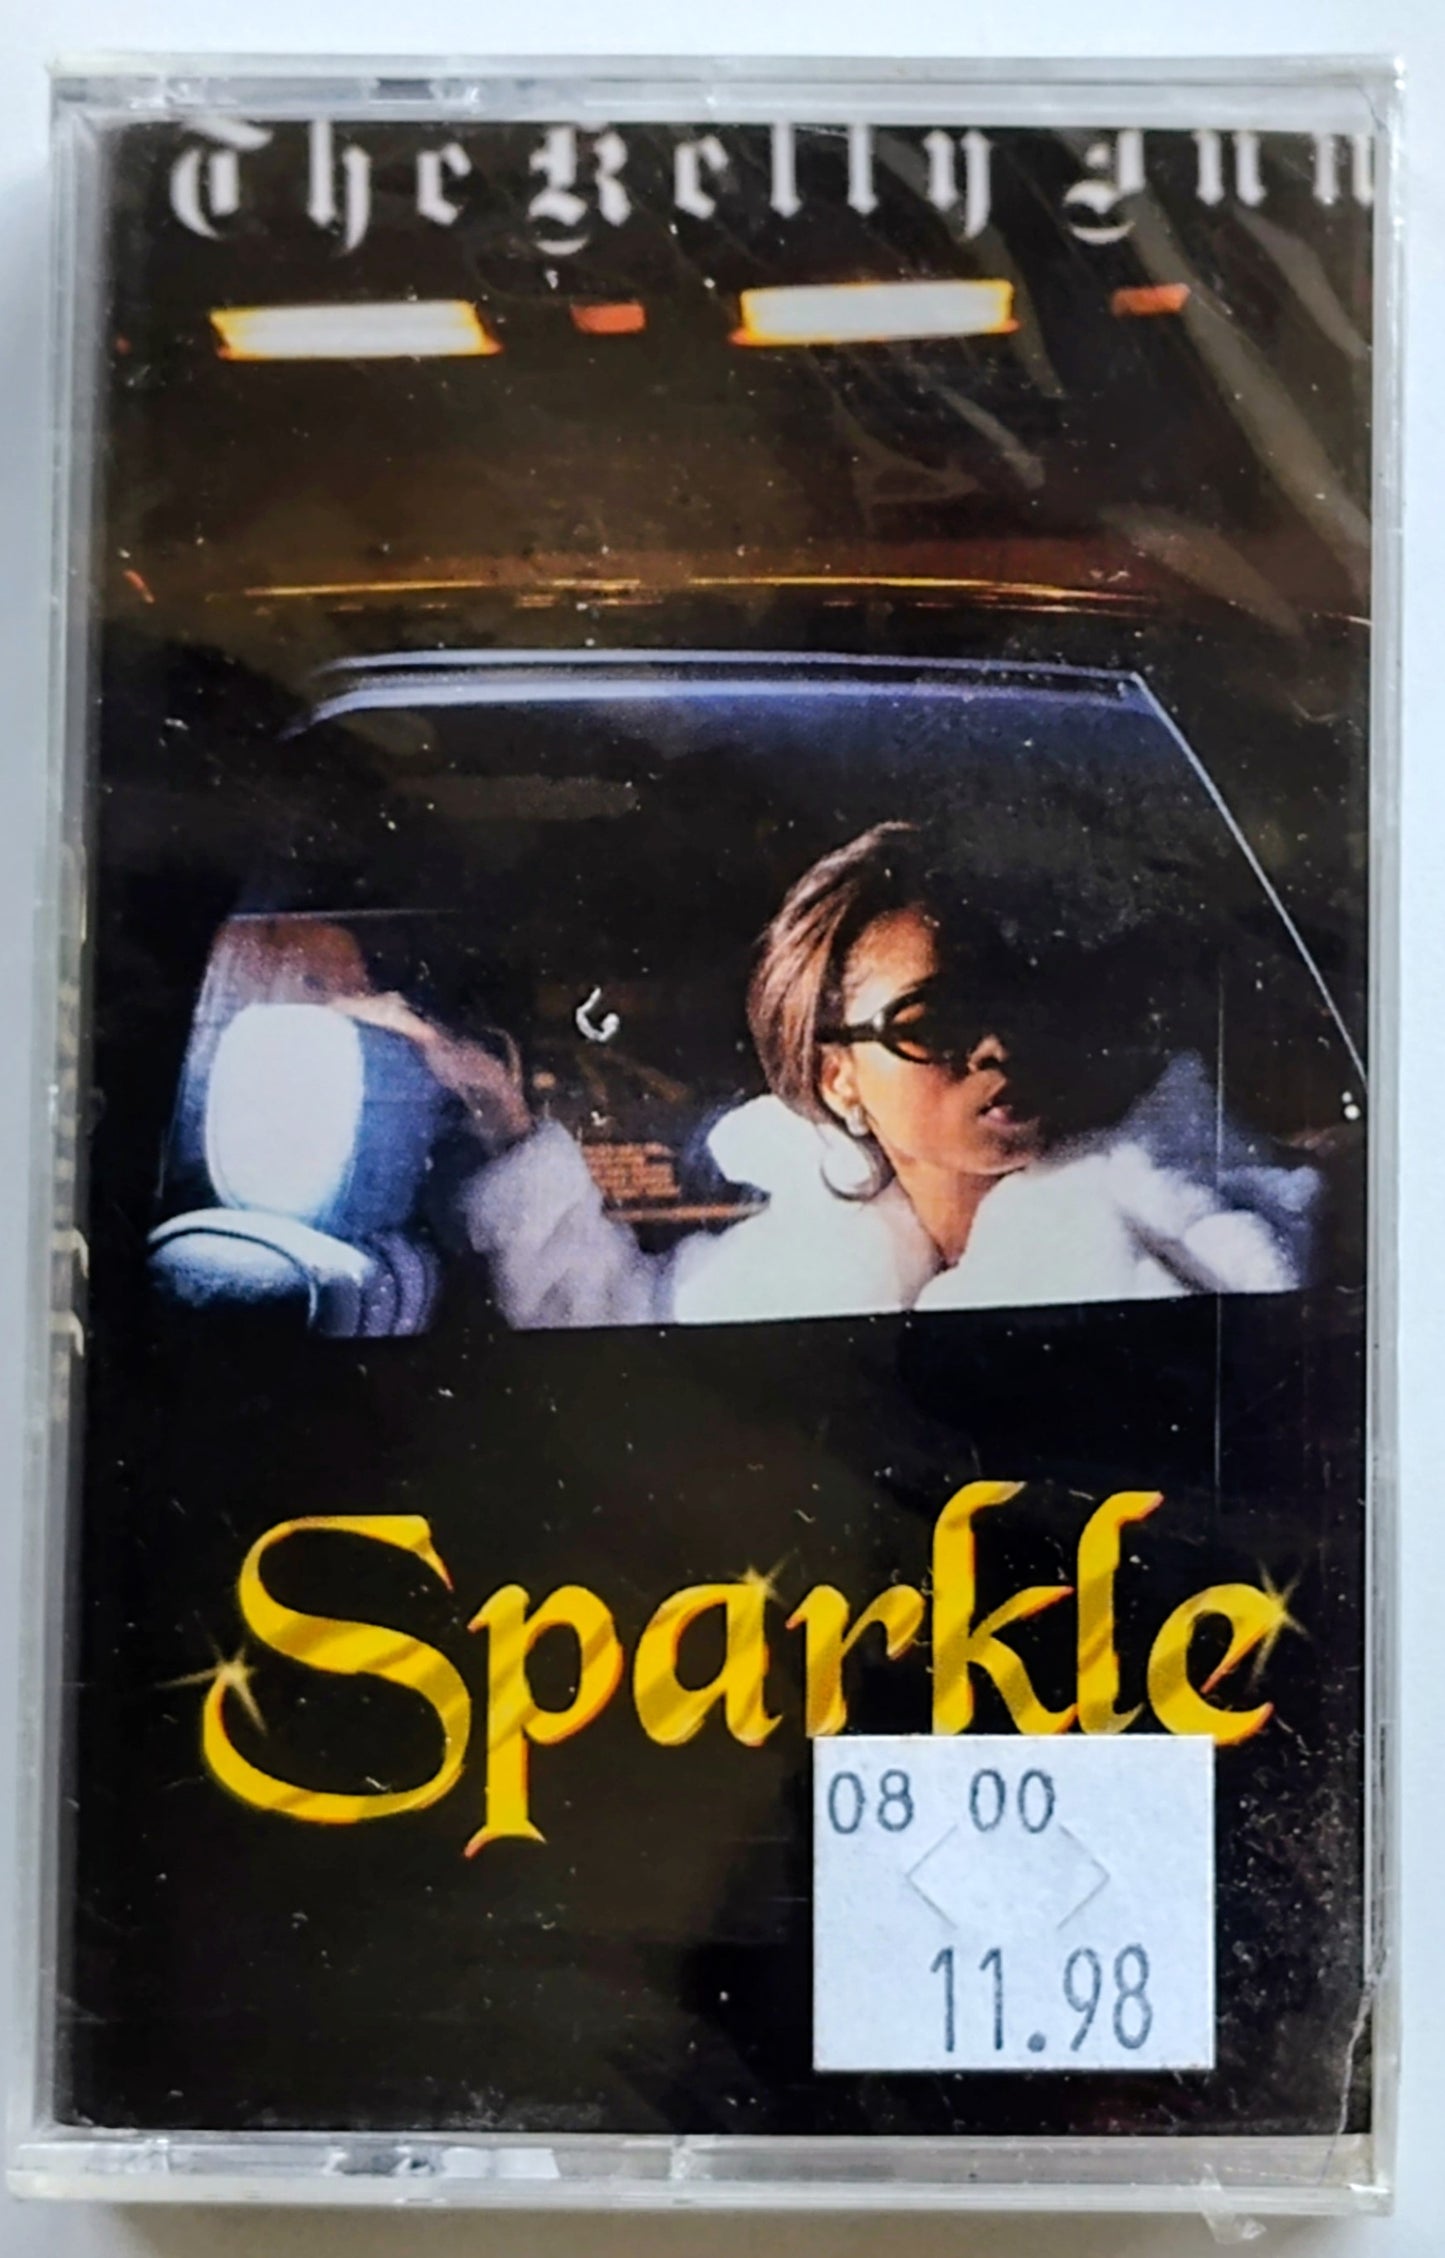 The Kelly Inn
Sparkle
08 00
11.98